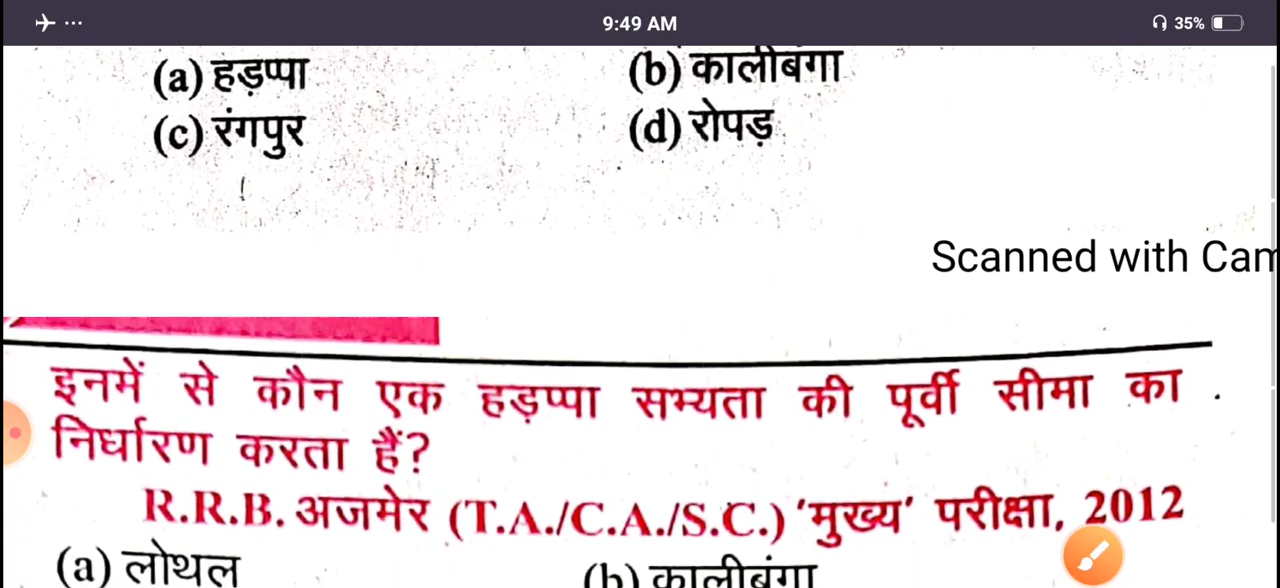 9:49 AM
35%
(a) हड़प्पा (b) कालीबंगा
(c) रंगपुर (d) रोपड़
Scanned with Cam
इनमें से कौन एक हड़प्पा सभ्यता की पूर्वी सीमा का
निर्धारण करता हैं?
R.R.B. अजमेर (T.A./C.A./S.C.) 'मुख्य' परीक्षा, 2012
(a) लोथल (b) कालीबंगा